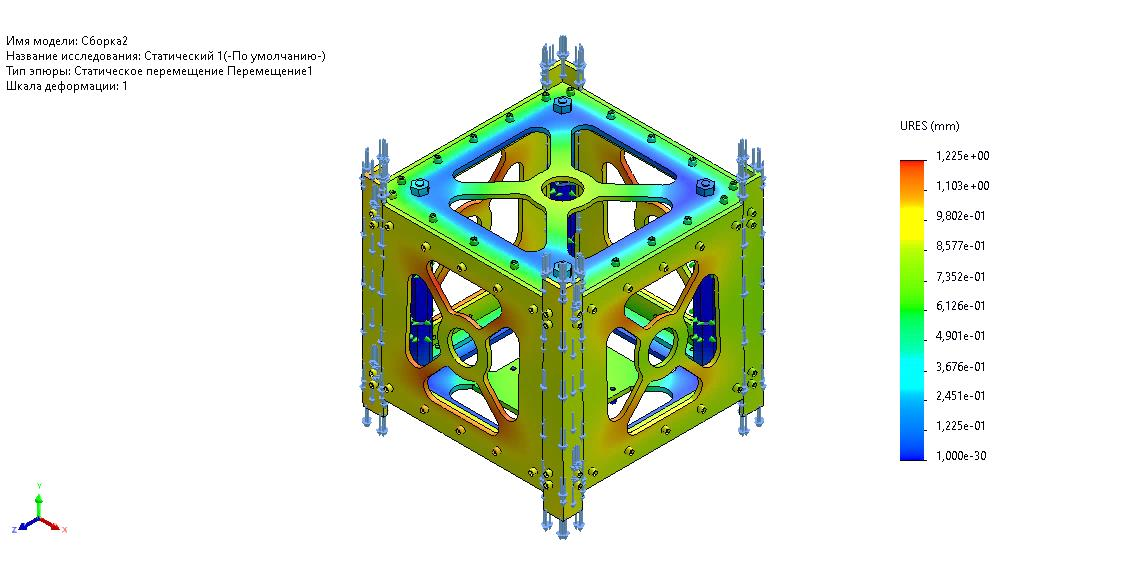 Имя модели: Сборка2
Название исследования: Статический 1(-По умолчанию-)
Тип эпюры: Статическое перемещение Перемещение1
Шкала деформации: 1
URES (mm)
1,225e+00
1,103e+00
9,802e-01
8,577e-01
7,352e-01
6,126e-01
4,901e-01
3,676e-01
2,451e-01
1,225e-01
1,000e-30
Y
Z
X